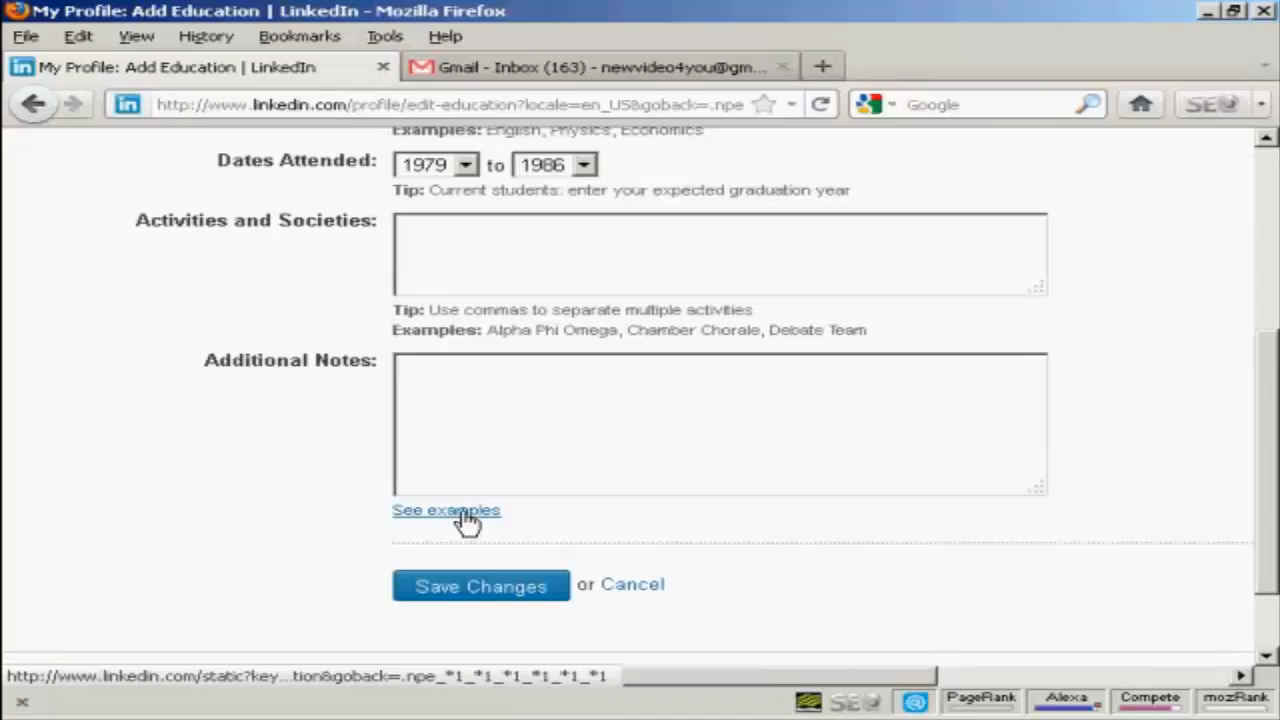 My Profile: Add Education | LinkedIn - Mozilla Firefox
File Edit View History Bookmarks Tools Help
My Profile: Add Education | LinkedIn
Gmail - Inbox (163) - newvideo4you@gm...
http://www.linkedin.com/profile/edit-education?locale=en_US&goback=.npe
Google
Examples: English, Physics, Economics
Dates Attended: 1979 to 1986
Tip: Current students: enter your expected graduation year
Activities and Societies:
Tip: Use commas to separate multiple activities
Examples: Alpha Phi Omega, Chamber Chorale, Debate Team
Additional Notes:
See examples
Save Changes or Cancel
http://www.linkedin.com/static?key...tion&goback=.npe_*1_*1_*1_*1_*1_*1
PageRank Alexa Compete mozRank